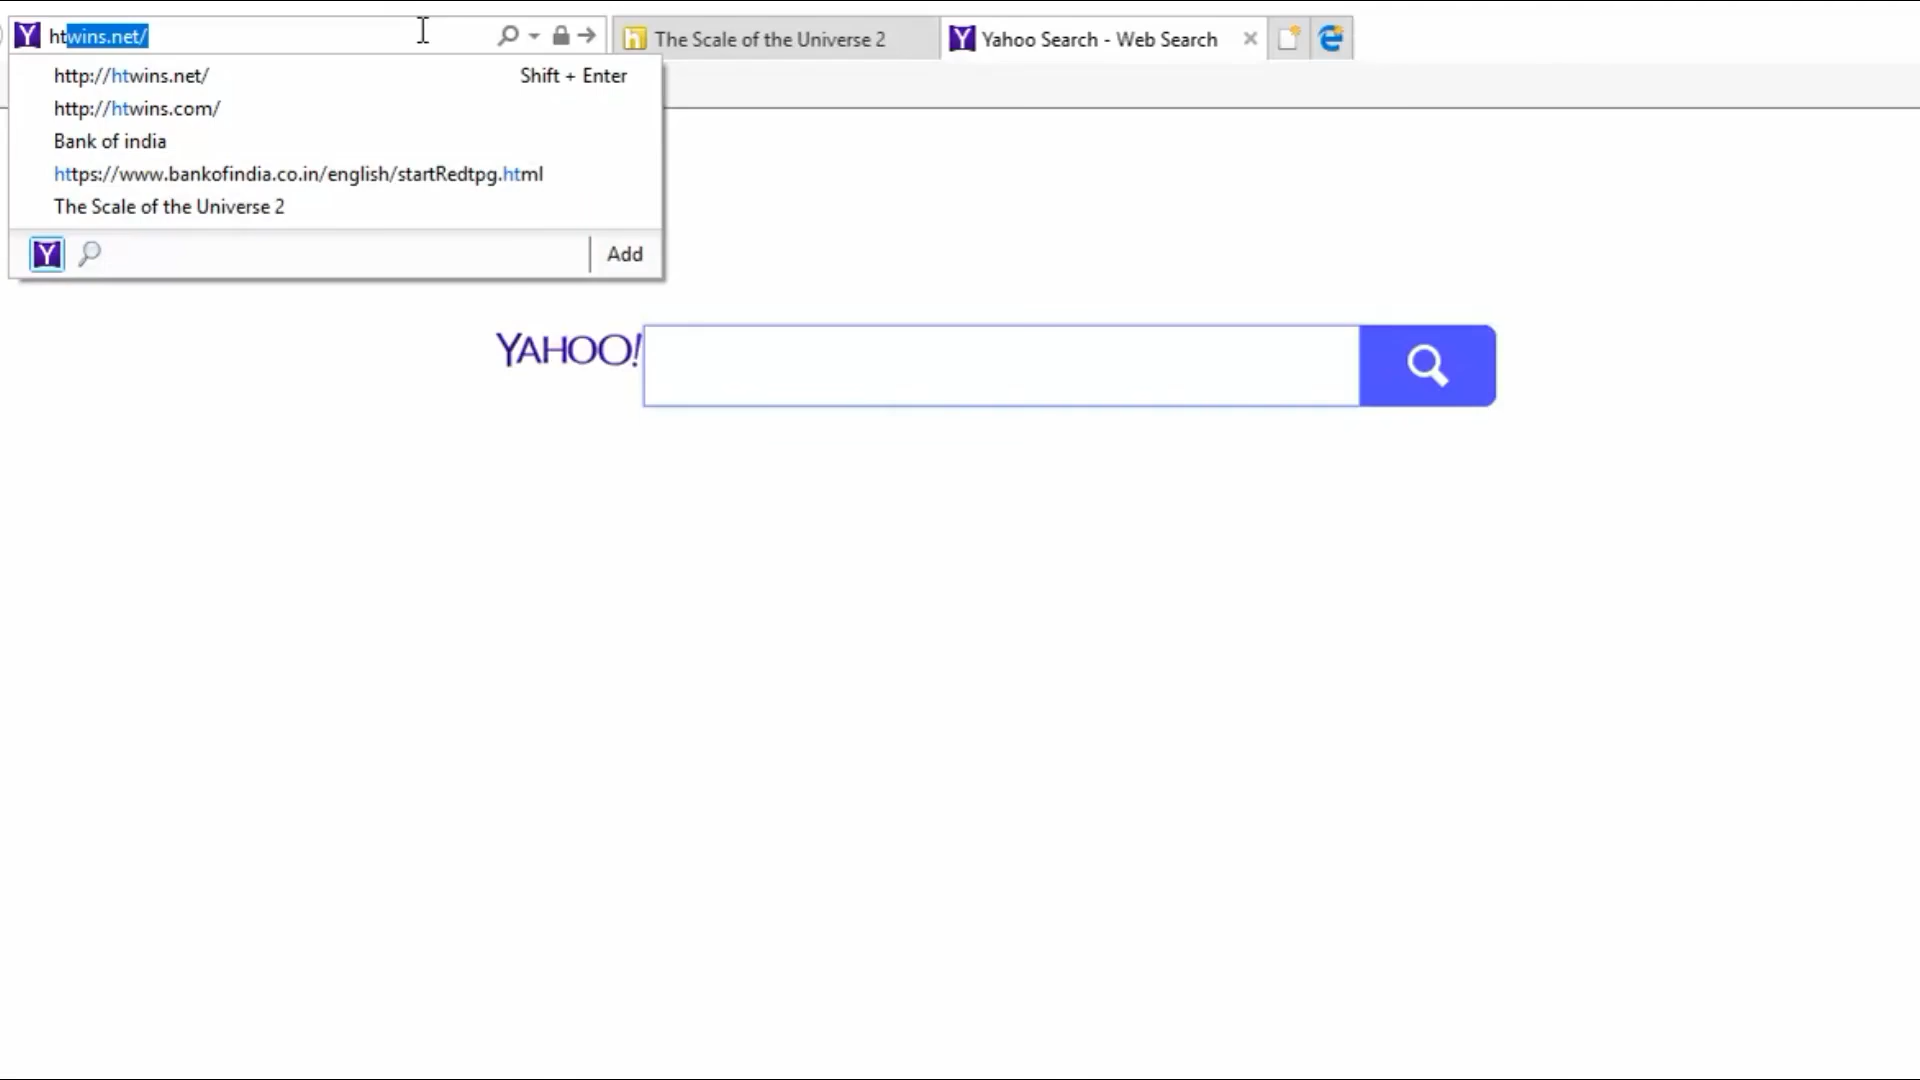 htwins.net/
The Scale of the Universe 2
Yahoo Search - Web Search
http://htwins.net/ Shift + Enter
http://htwins.com/
Bank of india
https://www.bankofindia.co.in/english/startRedtpg.html
The Scale of the Universe 2
Add
YAHOO!